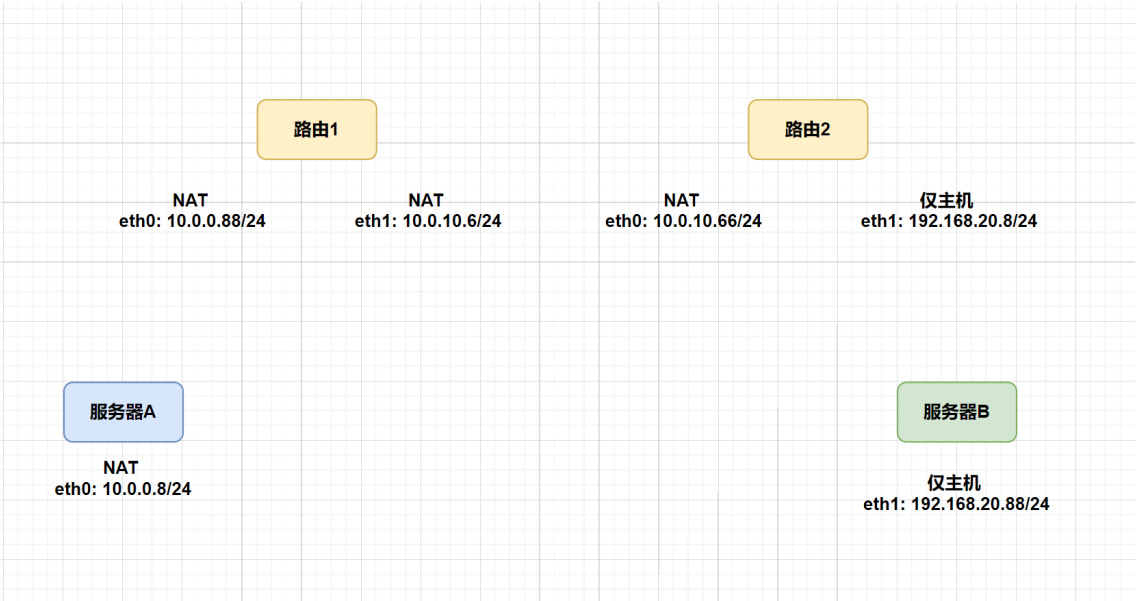 路由1
路由2
NAT
eth0: 10.0.0.88/24
NAT
eth1: 10.0.10.6/24
NAT
eth0: 10.0.10.66/24
仅主机
eth1: 192.168.20.8/24
服务器A
服务器B
NAT
eth0: 10.0.0.8/24
仅主机
eth1: 192.168.20.88/24